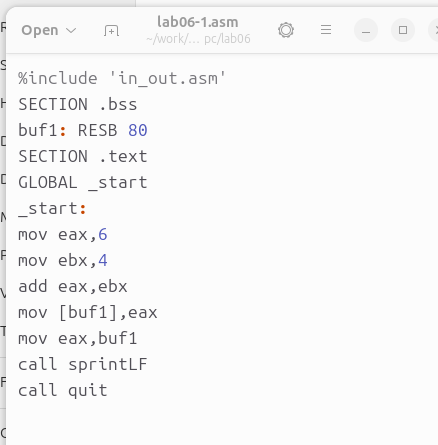 Open
lab06-1.asm
~/work/... pc/lab06
%include 'in_out.asm'
SECTION .bss
buf1: RESB 80
SECTION .text
GLOBAL _start
_start:
mov eax,6
mov ebx,4
add eax,ebx
mov [buf1],eax
mov eax,buf1
call sprintLF
call quit